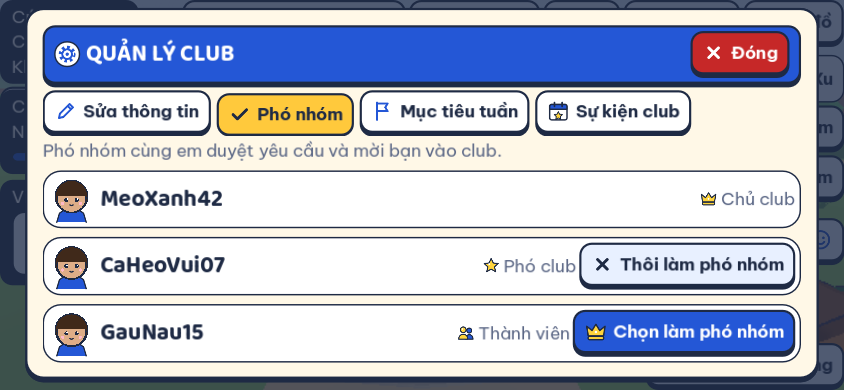 QUẢN LÝ CLUB
Đóng
Sửa thông tin
Phó nhóm
Mục tiêu tuần
Sự kiện club
Phó nhóm cùng em duyệt yêu cầu và mời bạn vào club.
MeoXanh42
Chủ club
CaHeoVui07
Phó club
Thôi làm phó nhóm
GauNau15
Thành viên
Chọn làm phó nhóm